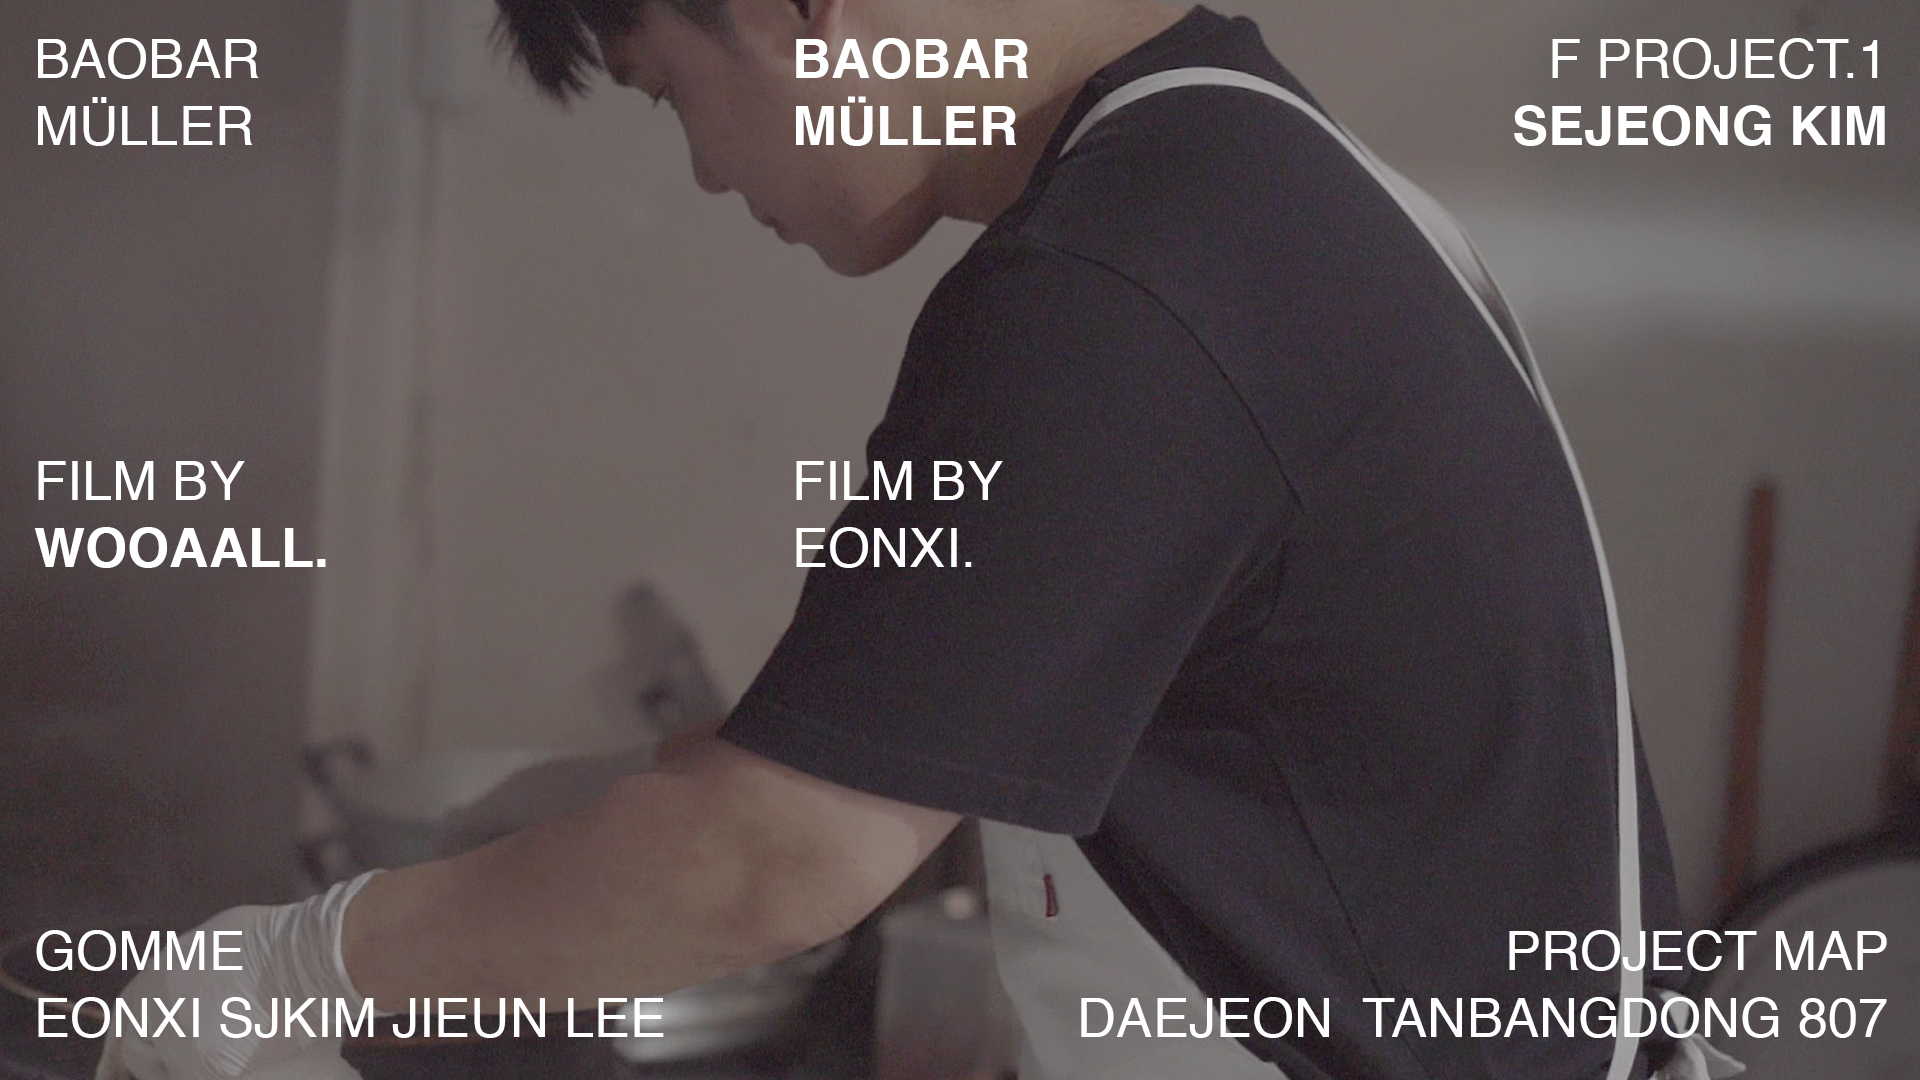 BAOBAR
MÜLLER
BAOBAR
MÜLLER
F PROJECT.1
SEJEONG KIM
FILM BY
WOOAALL.
FILM BY
EONXI.
GOMME
EONXI SJKIM JIEUN LEE
PROJECT MAP
DAEJEON  TANBANGDONG 807